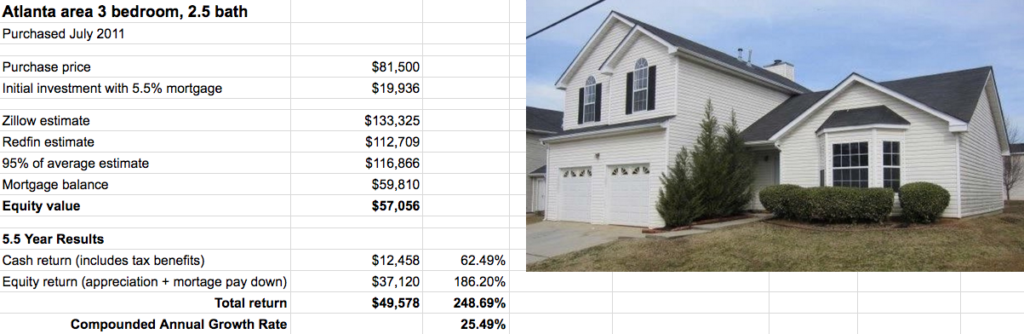 Atlanta area 3 bedroom, 2.5 bath
Purchased July 2011
Purchase price $81,500
Initial investment with 5.5% mortgage $19,936
Zillow estimate $133,325
Redfin estimate $112,709
95% of average estimate $116,866
Mortgage balance $59,810
Equity value $57,056
5.5 Year Results
Cash return (includes tax benefits) $12,458 62.49%
Equity return (appreciation + mortage pay down) $37,120 186.20%
Total return $49,578 248.69%
Compounded Annual Growth Rate 25.49%